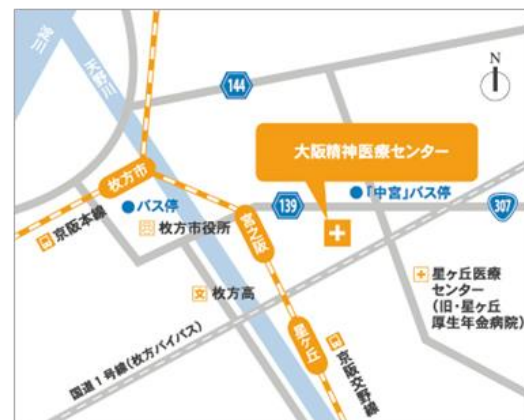 淀川
天野川
144
N
大阪精神医療センター
枚方市
バス停
京阪本線
枚方市役所
宮之阪
139
「中宮」バス停
307
文
枚方高
星ヶ丘医療
センター
(旧・星ヶ丘
厚生年金病院)
星ヶ丘
京阪交野線
国道1号線(枚方バイパス)